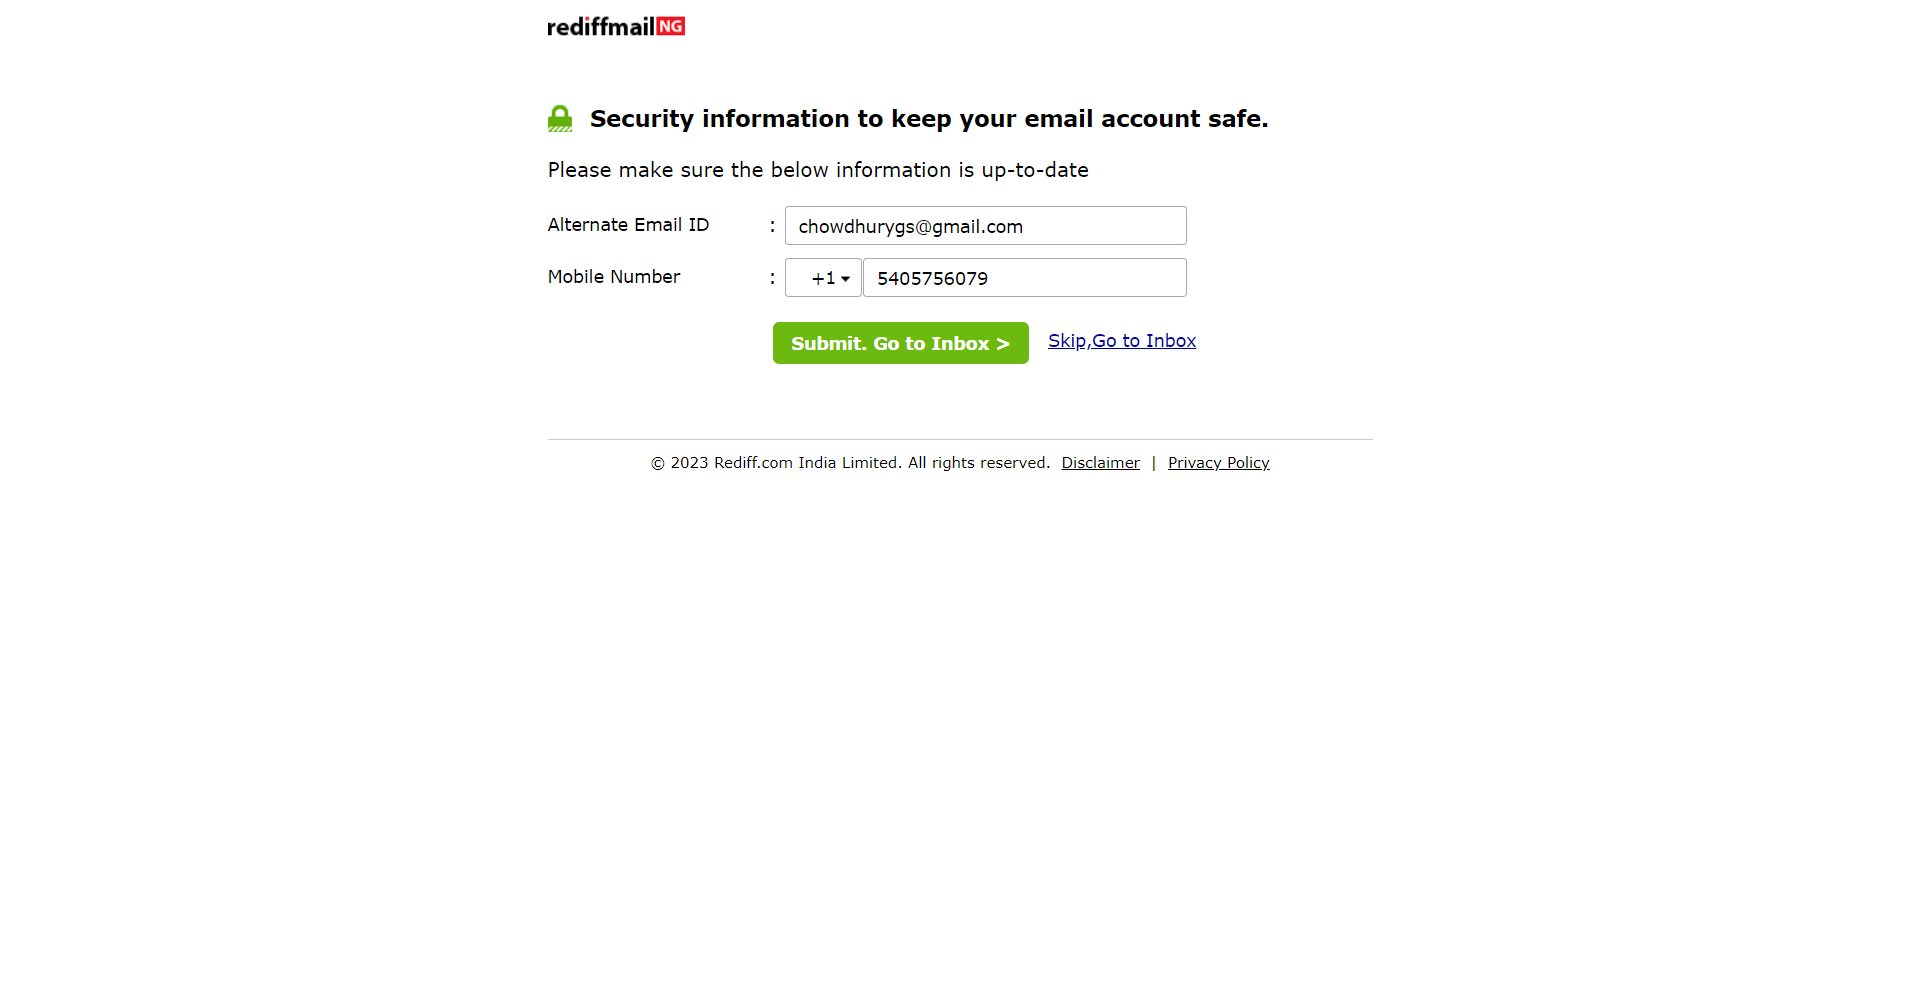 rediffmail NG
Security information to keep your email account safe.
Please make sure the below information is up-to-date
Alternate Email ID : chowdhurygs@gmail.com
Mobile Number : +1 5405756079
Submit. Go to Inbox > Skip,Go to Inbox
© 2023 Rediff.com India Limited. All rights reserved. Disclaimer | Privacy Policy